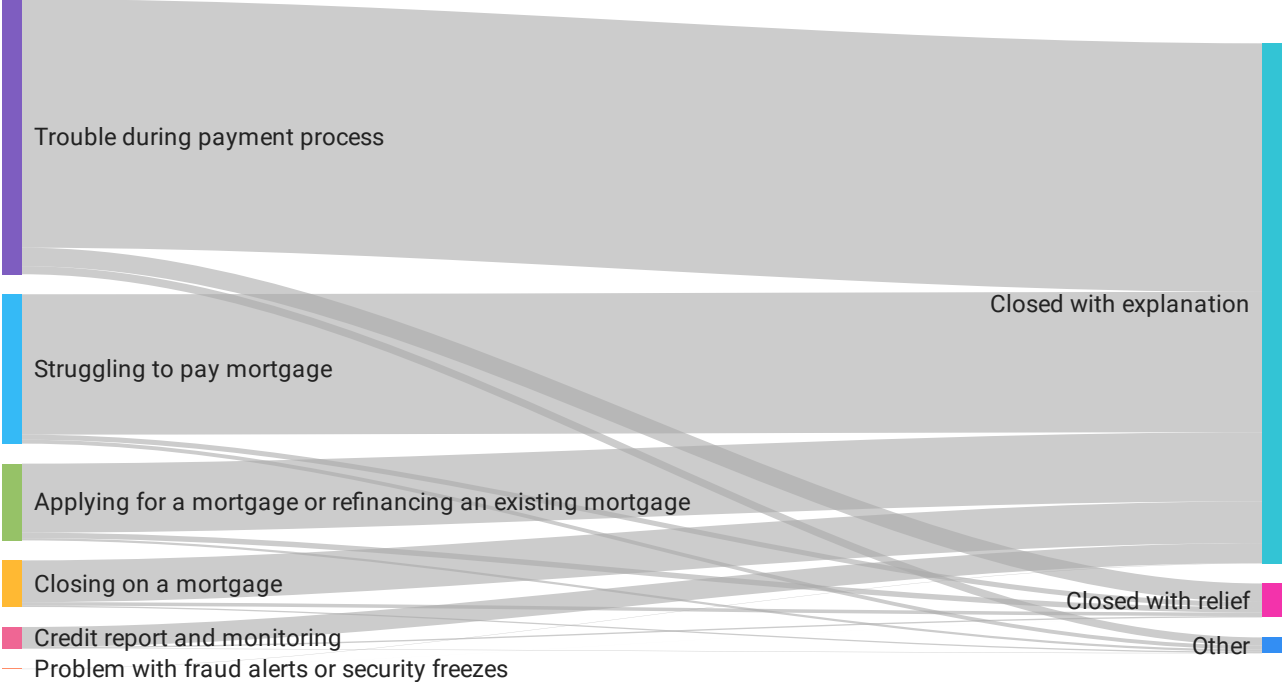 Trouble during payment process
Closed with explanation
Struggling to pay mortgage
Applying for a mortgage or refinancing an existing mortgage
Closing on a mortgage
Closed with relief
Credit report and monitoring
Other
Problem with fraud alerts or security freezes